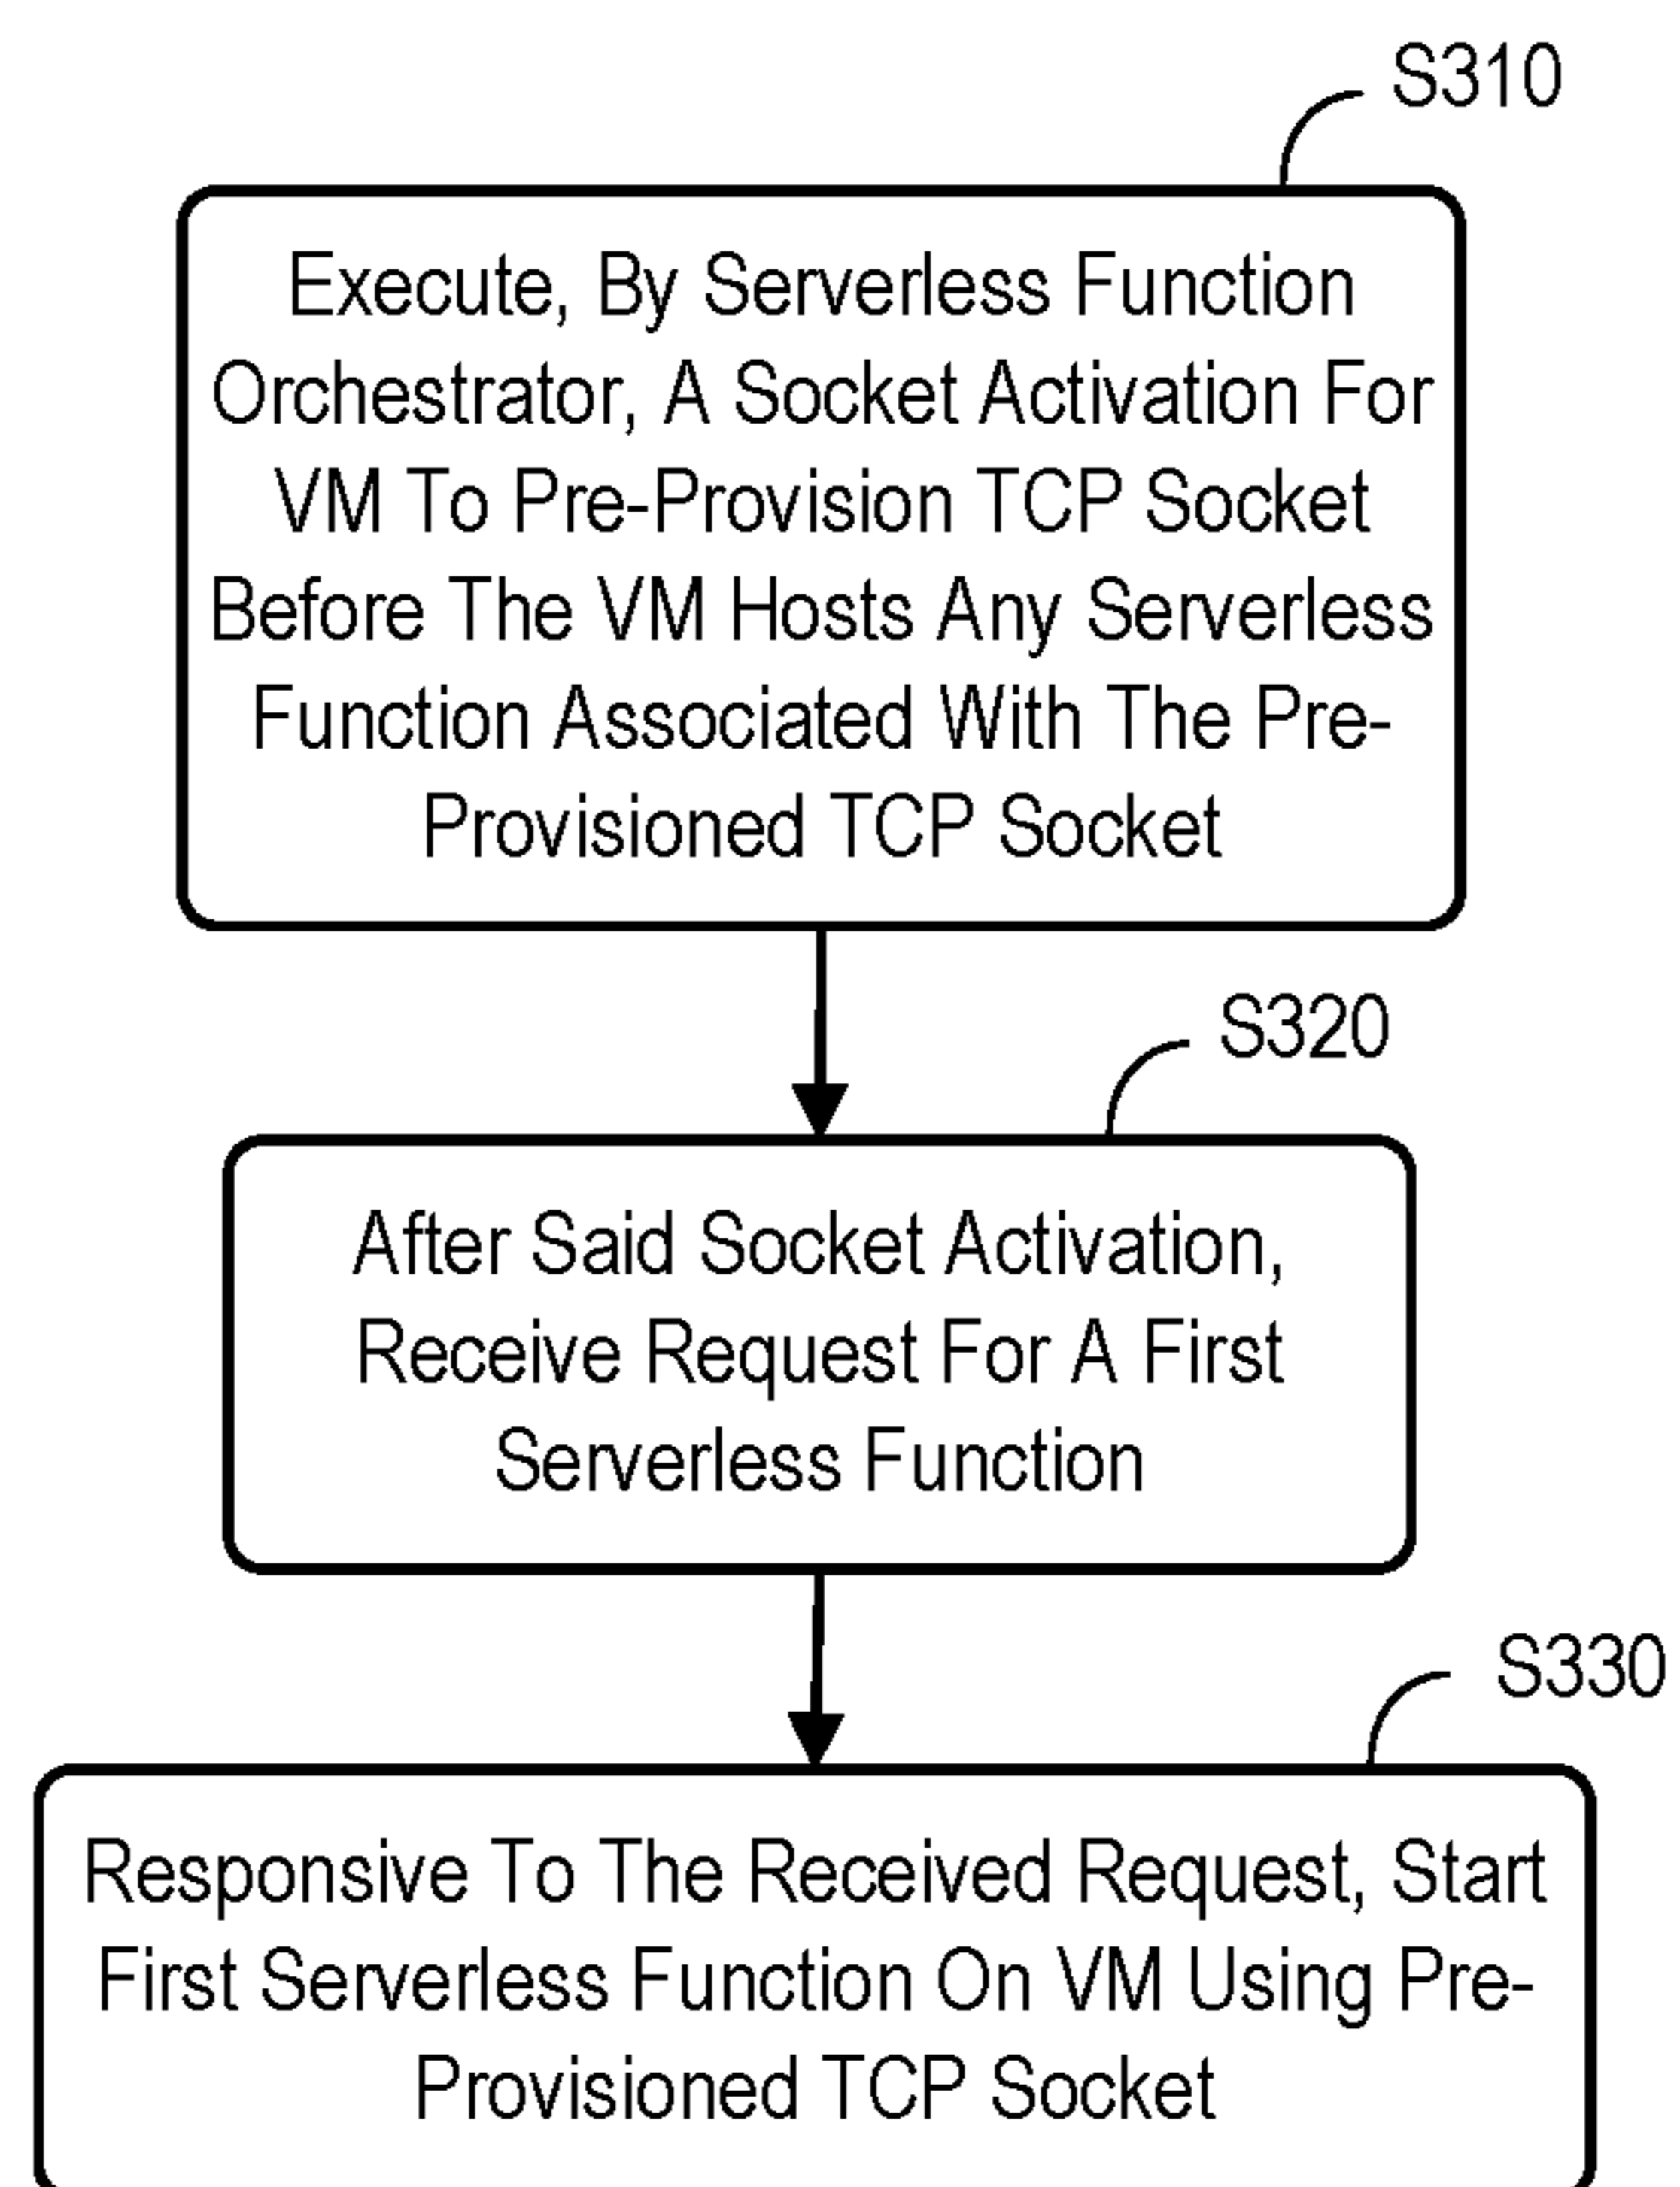 S310
Execute, By Serverless Function
Orchestrator, A Socket Activation For
VM To Pre-Provision TCP Socket
Before The VM Hosts Any Serverless
Function Associated With The Pre-
Provisioned TCP Socket
S320
After Said Socket Activation,
Receive Request For A First
Serverless Function
S330
Responsive To The Received Request, Start
First Serverless Function On VM Using Pre-
Provisioned TCP Socket